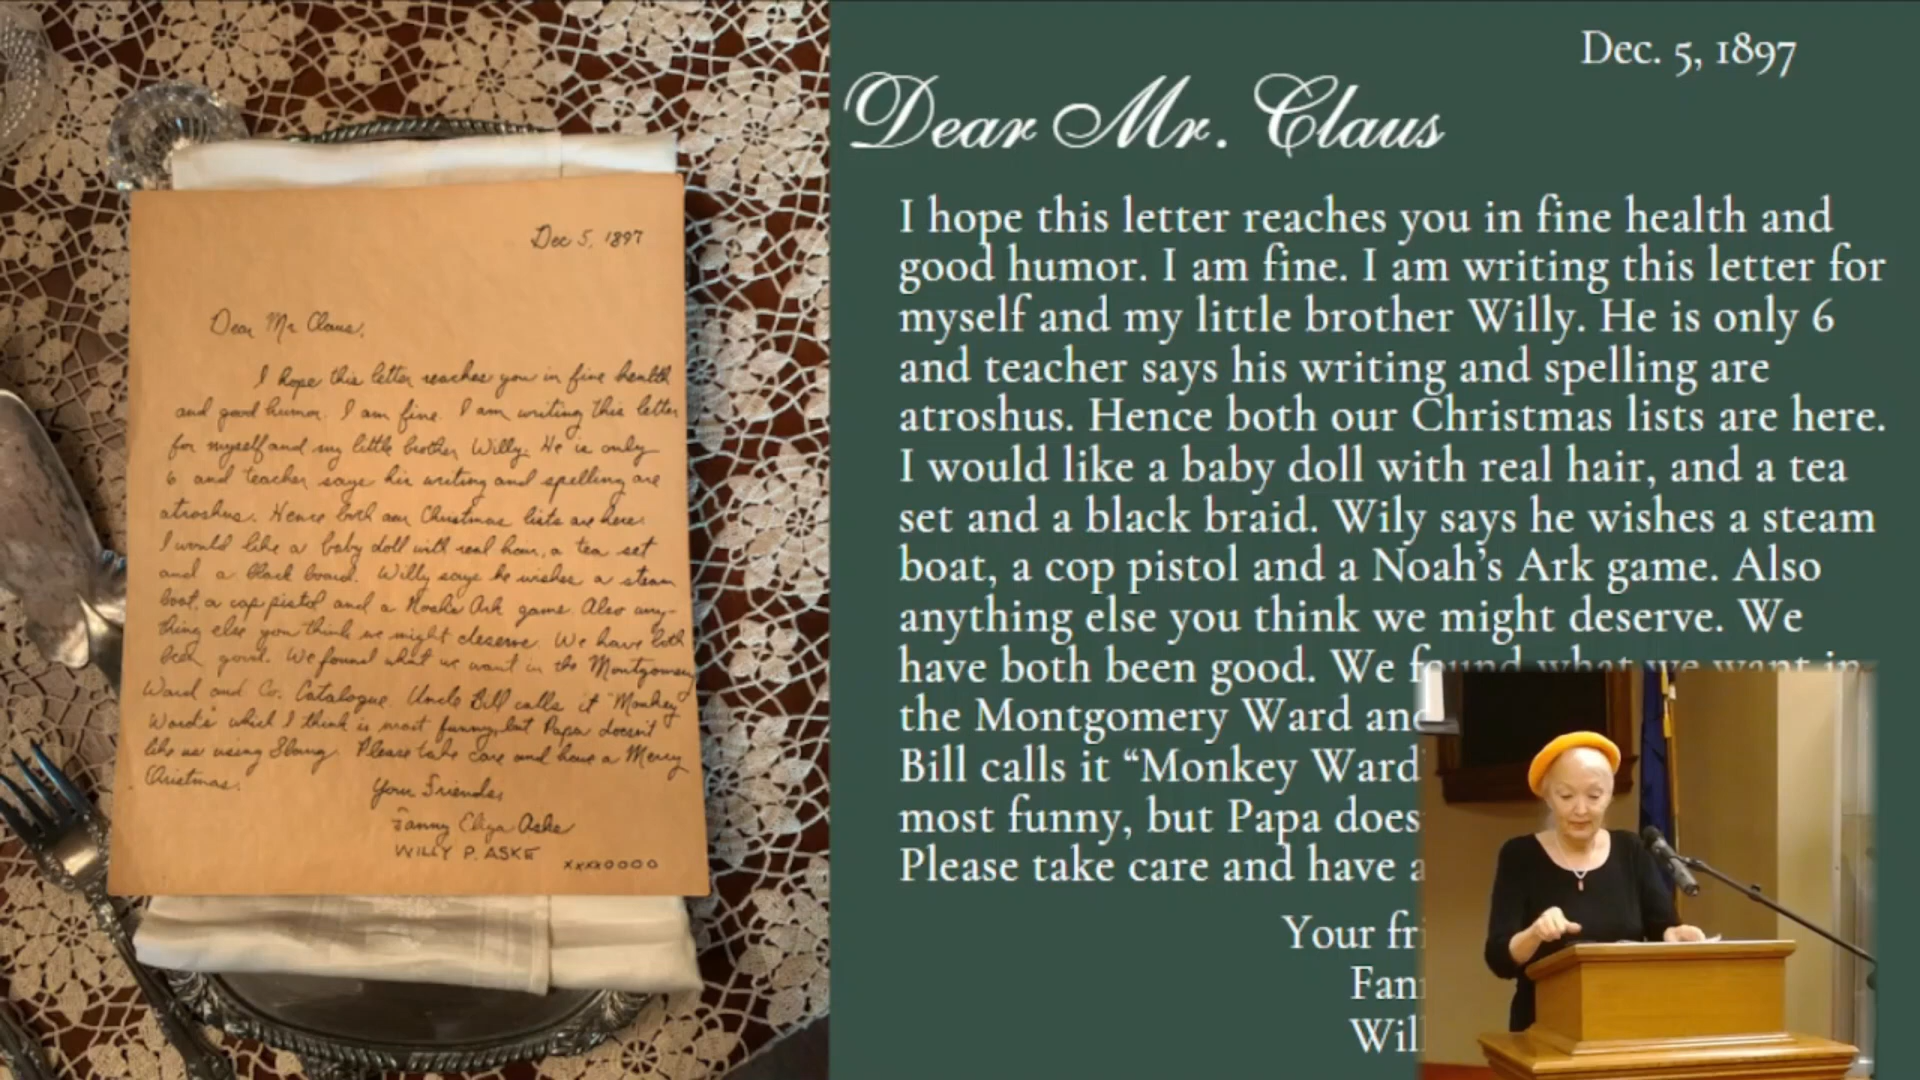 Dec 5, 1897
Dear Mr Claus,
I hope this letter reaches you in fine health
and good humor. I am fine. I am writing this letter
for myself and my little brother Willy. He is only
6 and teacher says his writing and spelling are
atroshus. Hence both our Christmas lists are here.
I would like a baby doll with real hair, a tea set
and a black board. Willy says he wishes a steam
boat, a cap pistol and a Noah's Ark game. Also any-
thing else you think we might deserve. We have both
been good. We found what we want in the Montgomery
Ward and Co. Catalogue. Uncle Bill calls it "Monkey
Wards" which I think is most funny, but Papa doesn't
like us using Slang. Please take care and have a Merry
Christmas.
Your Friends,
Fanny Eliza Aske
WILLY P. ASKE
XXXXOOOO
Dec. 5, 1897
Dear Mr. Claus
I hope this letter reaches you in fine health and
good humor. I am fine. I am writing this letter for
myself and my little brother Willy. He is only 6
and teacher says his writing and spelling are
atroshus. Hence both our Christmas lists are here.
I would like a baby doll with real hair, and a tea
set and a black braid. Wily says he wishes a steam
boat, a cop pistol and a Noah's Ark game. Also
anything else you think we might deserve. We
have both been good. We found what we want in
the Montgomery Ward and
Bill calls it “Monkey Ward
most funny, but Papa does
Please take care and have a
Your fri
Fan
Wil